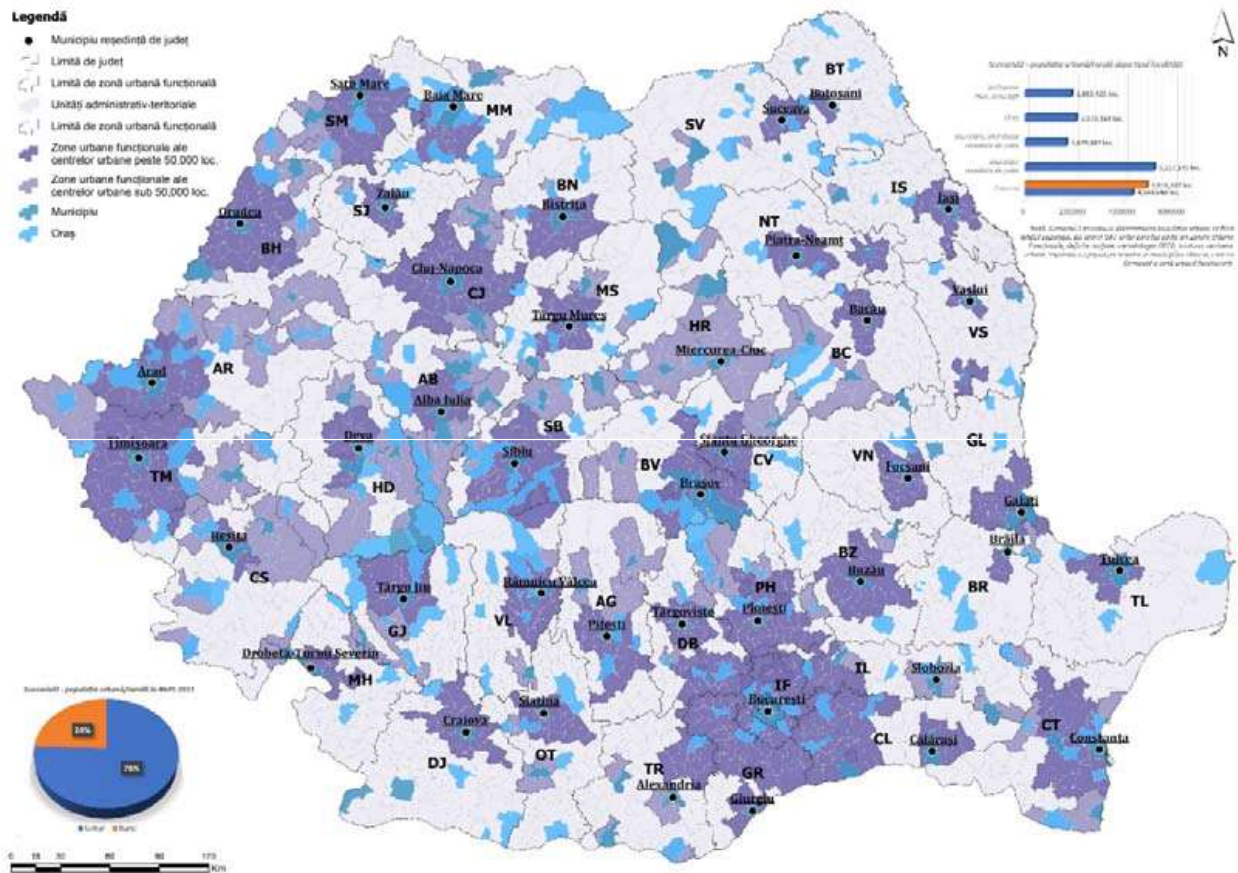 Legendă
Municipiu reședință de județ
Limită de județ
Limită de zonă urbană funcțională
Unități administrativ-teritoriale
Limită de zonă urbană funcțională
Zone urbane funcționale ale
centrelor urbane peste 50,000 loc.
Zone urbane funcționale ale
centrelor urbane sub 50,000 loc.
Municipiu
Oraș
N
Satu Mare
Baia Mare
MM
SM
BT
Botoșani
Suceava
SV
BN
Bistrița
Zalău
SJ
IS
Iași
Oradea
BH
NT
Piatra-Neamț
Cluj-Napoca
CJ
MS
Târgu Mureș
Vaslui
VS
Bacău
BC
HR
Miercurea-Ciuc
Arad
AR
AB
Alba Iulia
SB
Sibiu
Deva
HD
Timișoara
TM
Sfântu Gheorghe
CV
BV
Brașov
VN
Focșani
GL
Galați
Brăila
Reșița
CS
Târgu Jiu
GJ
Râmnicu Vâlcea
VL
AG
Pitești
Târgoviște
DB
PH
Ploiești
BZ
Buzău
BR
Tulcea
TL
Drobeta-Turnu Severin
MH
Craiova
DJ
Slatina
OT
IF
București
IL
Slobozia
CT
Constanța
CL
Călărași
TR
Alexandria
GR
Giurgiu
24%
76%
Urban
Rural
0
Km